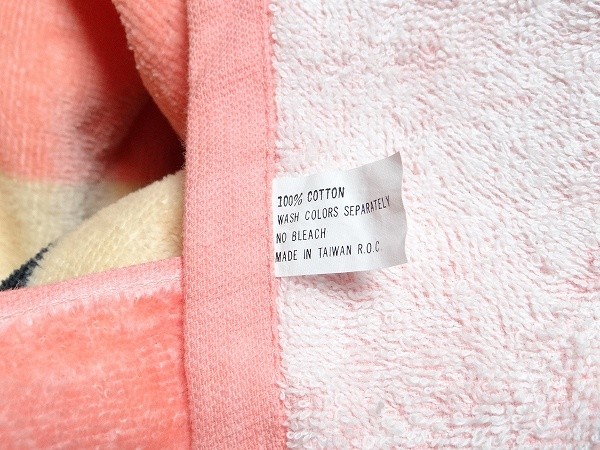 100% COTTON
WASH COLORS SEPARATELY
NO BLEACH
MADE IN TAIWAN R.O.C.